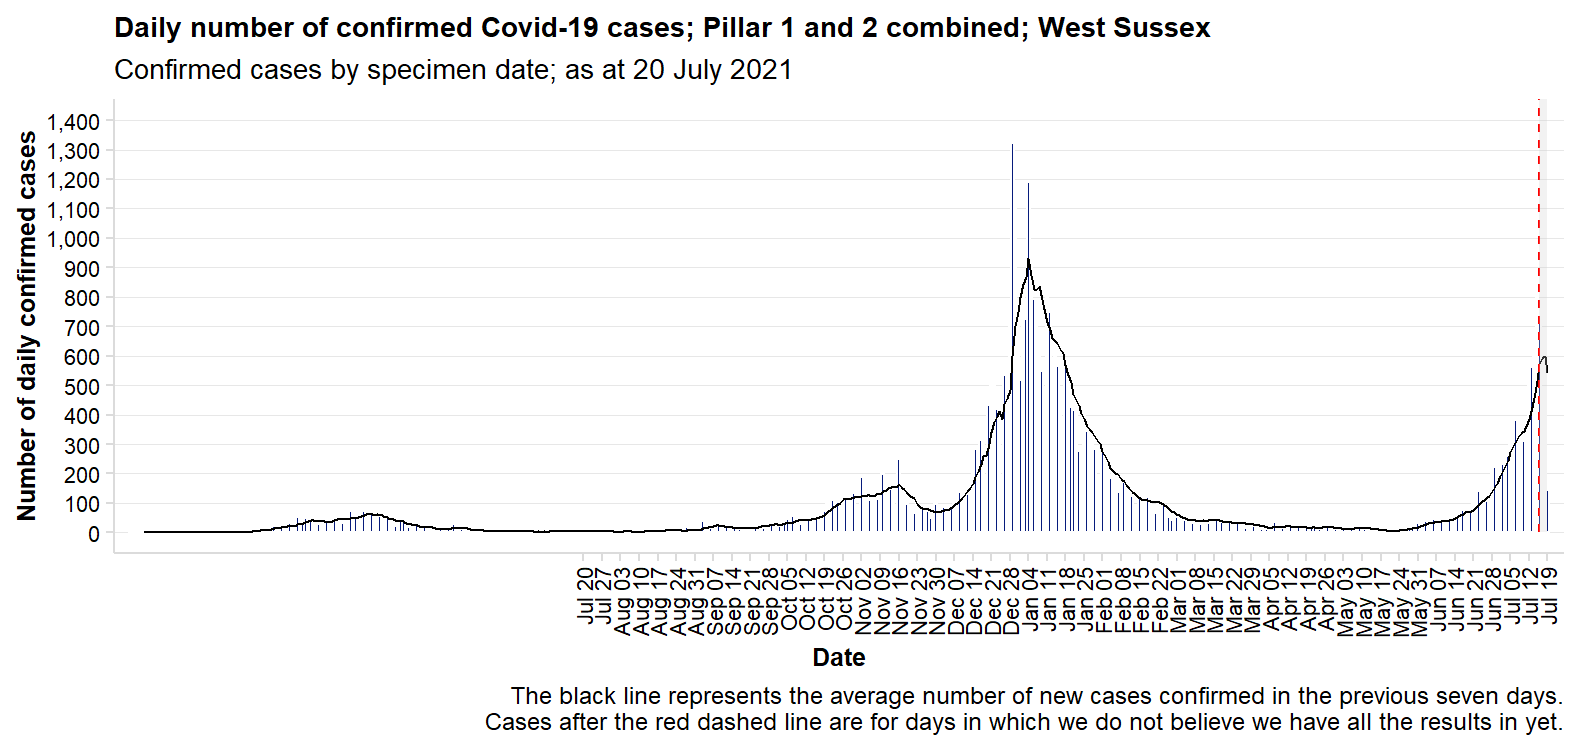 Daily number of confirmed Covid-19 cases; Pillar 1 and 2 combined; West Sussex
Confirmed cases by specimen date; as at 20 July 2021
Number of daily confirmed cases
1,400
1,300
1,200
1,100
1,000
900
800
700
600
500
400
300
200
100
0
Jul 20
Jul 27
Aug 03
Aug 10
Aug 17
Aug 24
Aug 31
Sep 07
Sep 14
Sep 21
Sep 28
Oct 05
Oct 12
Oct 19
Oct 26
Nov 02
Nov 09
Nov 16
Nov 23
Nov 30
Dec 07
Dec 14
Dec 21
Dec 28
Jan 04
Jan 11
Jan 18
Jan 25
Feb 01
Feb 08
Feb 15
Feb 22
Mar 01
Mar 08
Mar 15
Mar 22
Mar 29
Apr 05
Apr 12
Apr 19
Apr 26
May 03
May 10
May 17
May 24
May 31
Jun 07
Jun 14
Jun 21
Jun 28
Jul 05
Jul 12
Jul 19
Date
The black line represents the average number of new cases confirmed in the previous seven days.
Cases after the red dashed line are for days in which we do not believe we have all the results in yet.